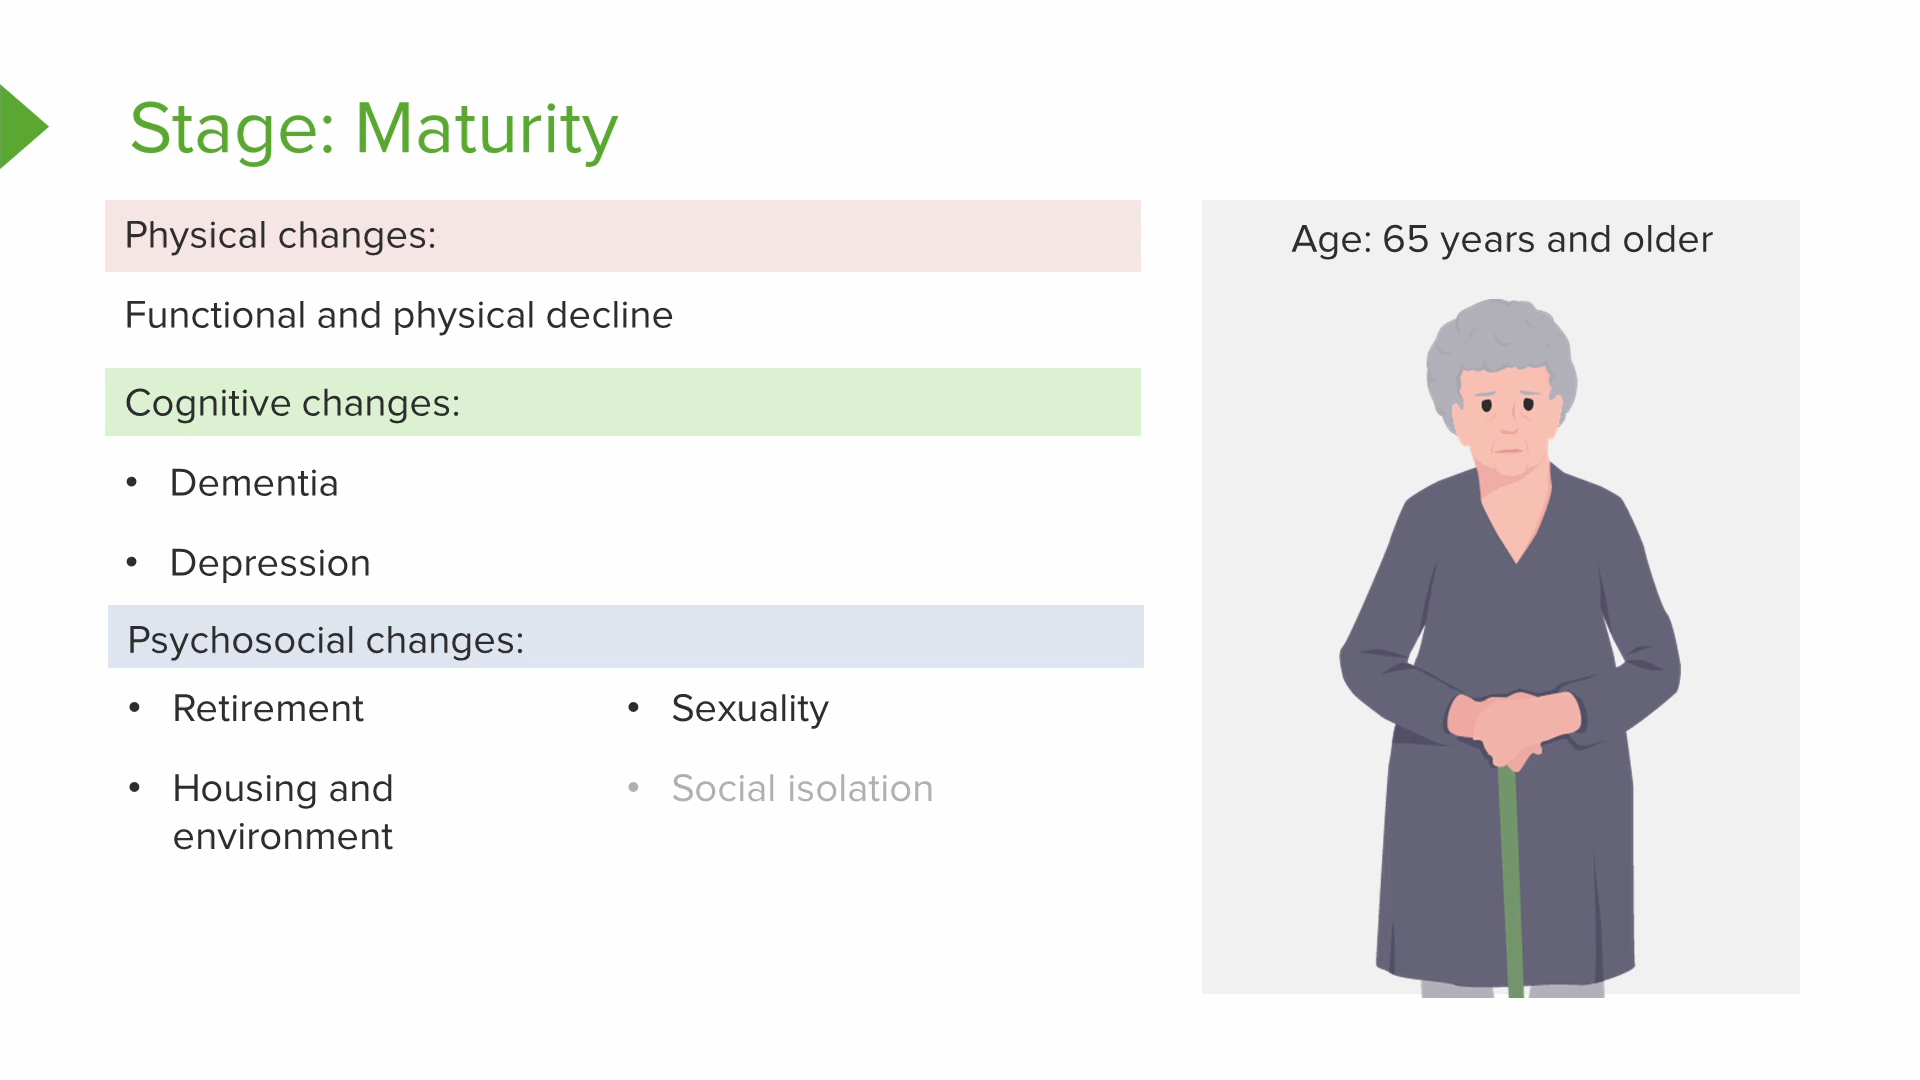 Stage: Maturity
Physical changes:
Functional and physical decline
Cognitive changes:
• Dementia
• Depression
Psychosocial changes:
• Retirement
• Housing and
environment
• Sexuality
• Social isolation
Age: 65 years and older